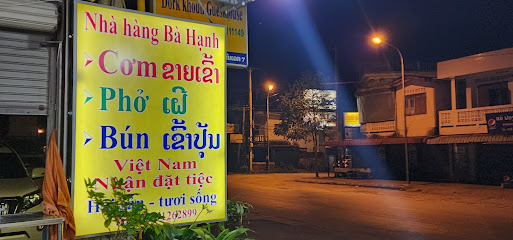 Dork Khoun Guesthouse
Nhà hàng Bà Hạnh
Cơm ຂາຍເຂົ້າ
Phở ເຝີ
Bún ເຂົ້າປຸ້ນ
Việt Nam
Nhận đặt tiệc
- tươi sống